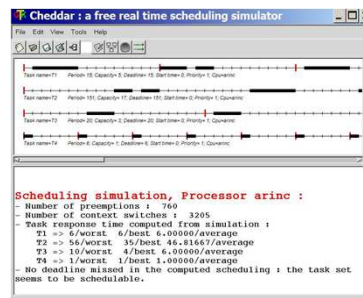 Cheddar : a free real time scheduling simulator
File Edit View Tools Help
Task name=T1 Period= 15; Capacity= 5; Deadline= 15; Start time= 0; Priority= 1; Cpu=arinc
Task name=T2 Period= 151; Capacity= 17; Deadline= 151; Start time= 0; Priority= 1; Cpu=arinc
Task name=T3 Period= 20; Capacity= 3; Deadline= 20; Start time= 0; Priority= 1; Cpu=arinc
Task name=T4 Period= 6; Capacity= 1; Deadline= 6; Start time= 0; Priority= 1; Cpu=arinc
Scheduling simulation, Processor arinc :
- Number of preemptions : 760
- Number of context switches : 3205
- Task response time computed from simulation :
T1 => 6/worst 6/best 6.00000/average
T2 => 56/worst 35/best 46.81667/average
T3 => 10/worst 4/best 6.00000/average
T4 => 1/worst 1/best 1.00000/average
- No deadline missed in the computed scheduling : the task set
seems to be schedulable.